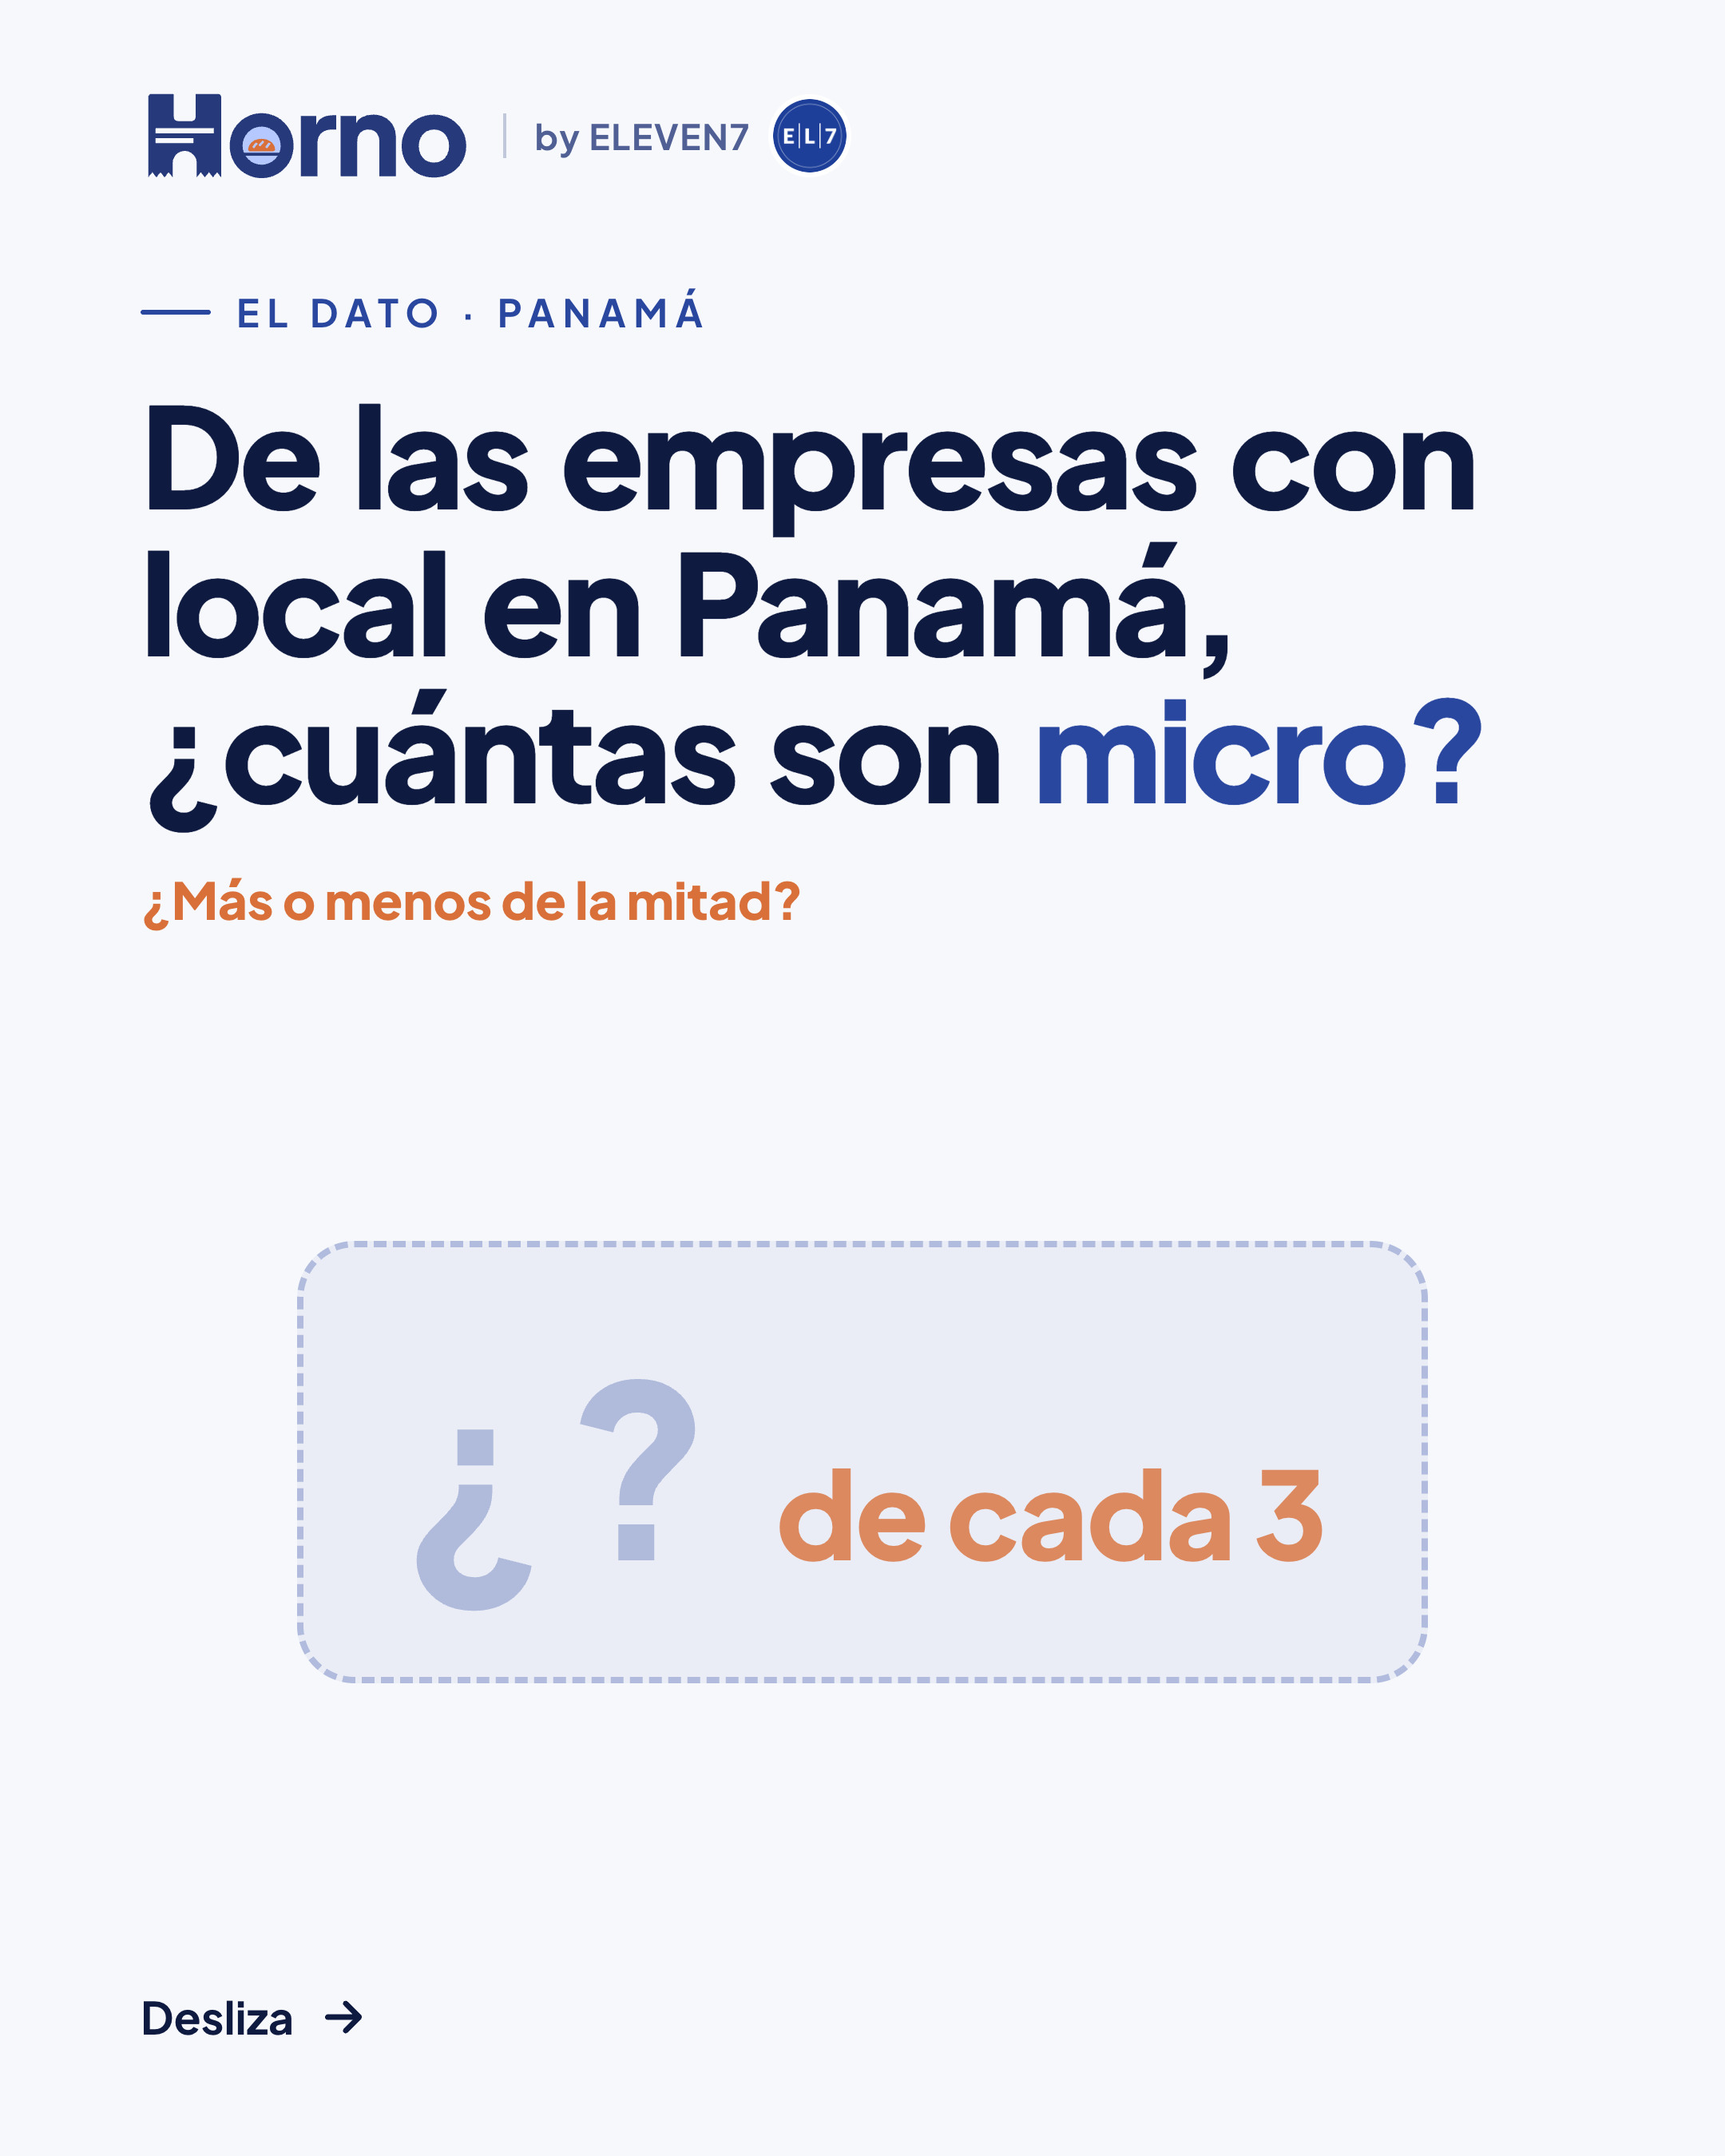 Horno by ELEVEN7 E|L|7
EL DATO · PANAMÁ
De las empresas con
local en Panamá,
¿cuántas son micro?
¿Más o menos de la mitad?
¿? de cada 3
Desliza →